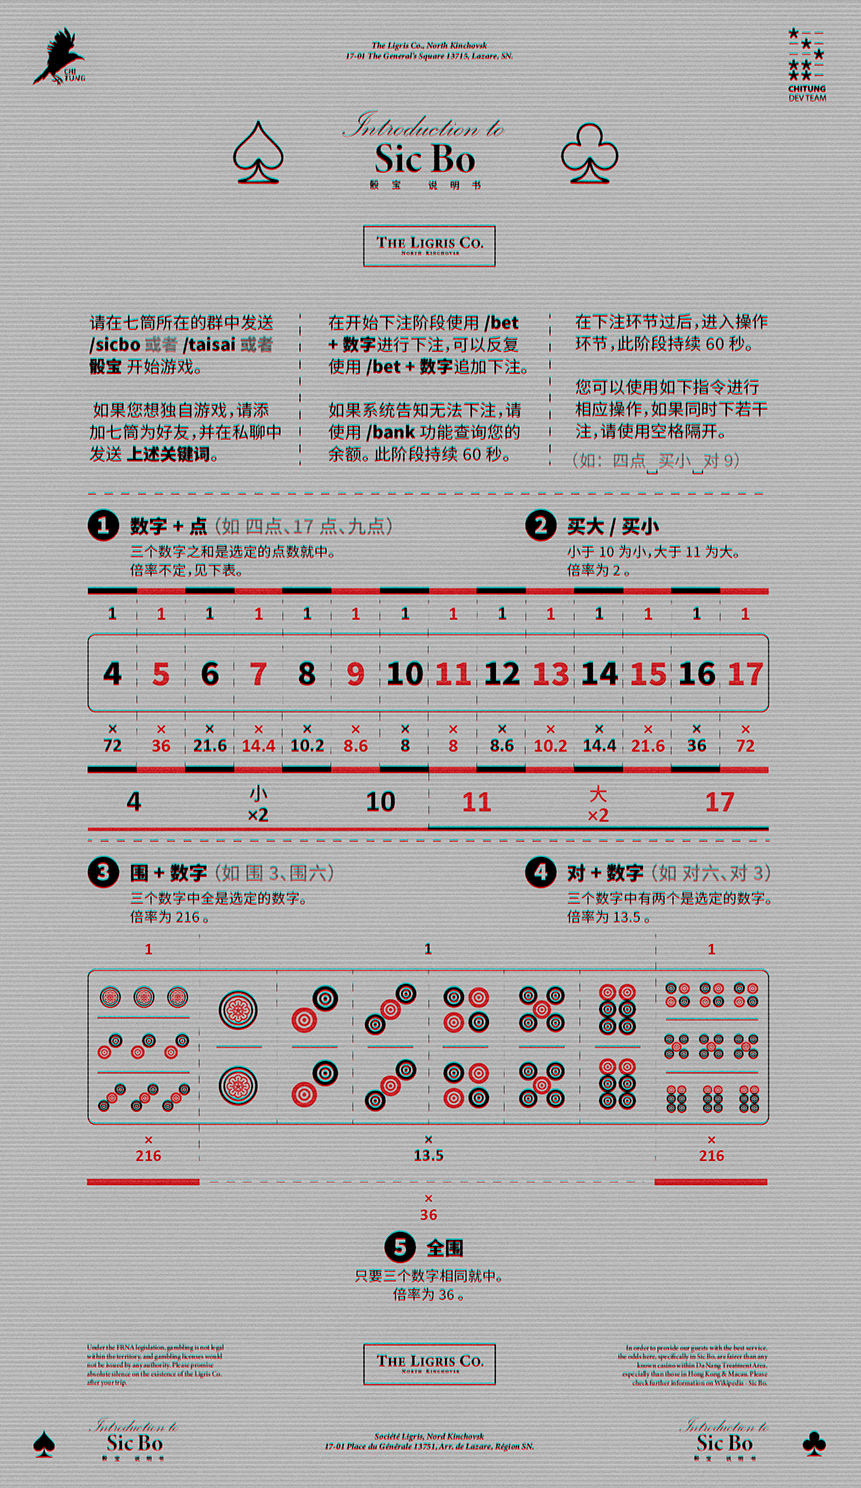 The Ligris Co., North Kinchovsk
17-01 The General's Square 13715, Lazare, SN.
CHI
TUNG
CHITUNG
DEV TEAM
Introduction to
Sic Bo
骰 宝 说 明 书
THE LIGRIS CO.
NORTH KINCHOVSK
请在七筒所在的群中发送
/sicbo 或者 /taisai 或者
骰宝 开始游戏。
如果您想独自游戏,请添
加七筒为好友,并在私聊中
发送 上述关键词。
在开始下注阶段使用 /bet
+ 数字进行下注,可以反复
使用 /bet + 数字追加下注。
如果系统告知无法下注,请
使用 /bank 功能查询您的
余额。此阶段持续 60 秒。
在下注环节过后,进入操作
环节,此阶段持续 60 秒。
您可以使用如下指令进行
相应操作,如果同时下若干
注,请使用空格隔开。
(如: 四点␣买小␣对 9)
1 数字 + 点 (如 四点、17 点、九点)
三个数字之和是选定的点数就中。
倍率不定,见下表。
2 买大 / 买小
小于 10 为小,大于 11 为大。
倍率为 2 。
1 1 1 1 1 1 1 1 1 1 1 1 1 1
4 5 6 7 8 9 10 11 12 13 14 15 16 17
× × × × × × × × × × × × × ×
72 36 21.6 14.4 10.2 8.6 8 8 8.6 10.2 14.4 21.6 36 72
4 小 10 11 大 17
×2 ×2
3 围 + 数字 (如 围 3、围六)
三个数字中全是选定的数字。
倍率为 216 。
4 对 + 数字 (如 对六、对 3)
三个数字中有两个是选定的数字。
倍率为 13.5 。
1 1 1
× × ×
216 13.5 216
×
36
5 全围
只要三个数字相同就中。
倍率为 36 。
Under the FRNA legislation, gambling is not legal
within the territory, and gambling licenses would
not be issued by any authority. Please promise
absolute silence on the existence of the Ligris Co.
after your trip.
THE LIGRIS CO.
NORTH KINCHOVSK
In order to provide our guests with the best service,
the odds here, specifically in Sic Bo, are fairer than any
known casino within Da Nang Treatment Area,
especially than those in Hong Kong & Macau. Please
check further information on Wikipedia - Sic Bo.
Introduction to
Sic Bo
骰 宝 说 明 书
Société Ligris, Nord Kinchovsk
17-01 Place du Générale 13751, Arr. de Lazare, Région SN.
Introduction to
Sic Bo
骰 宝 说 明 书